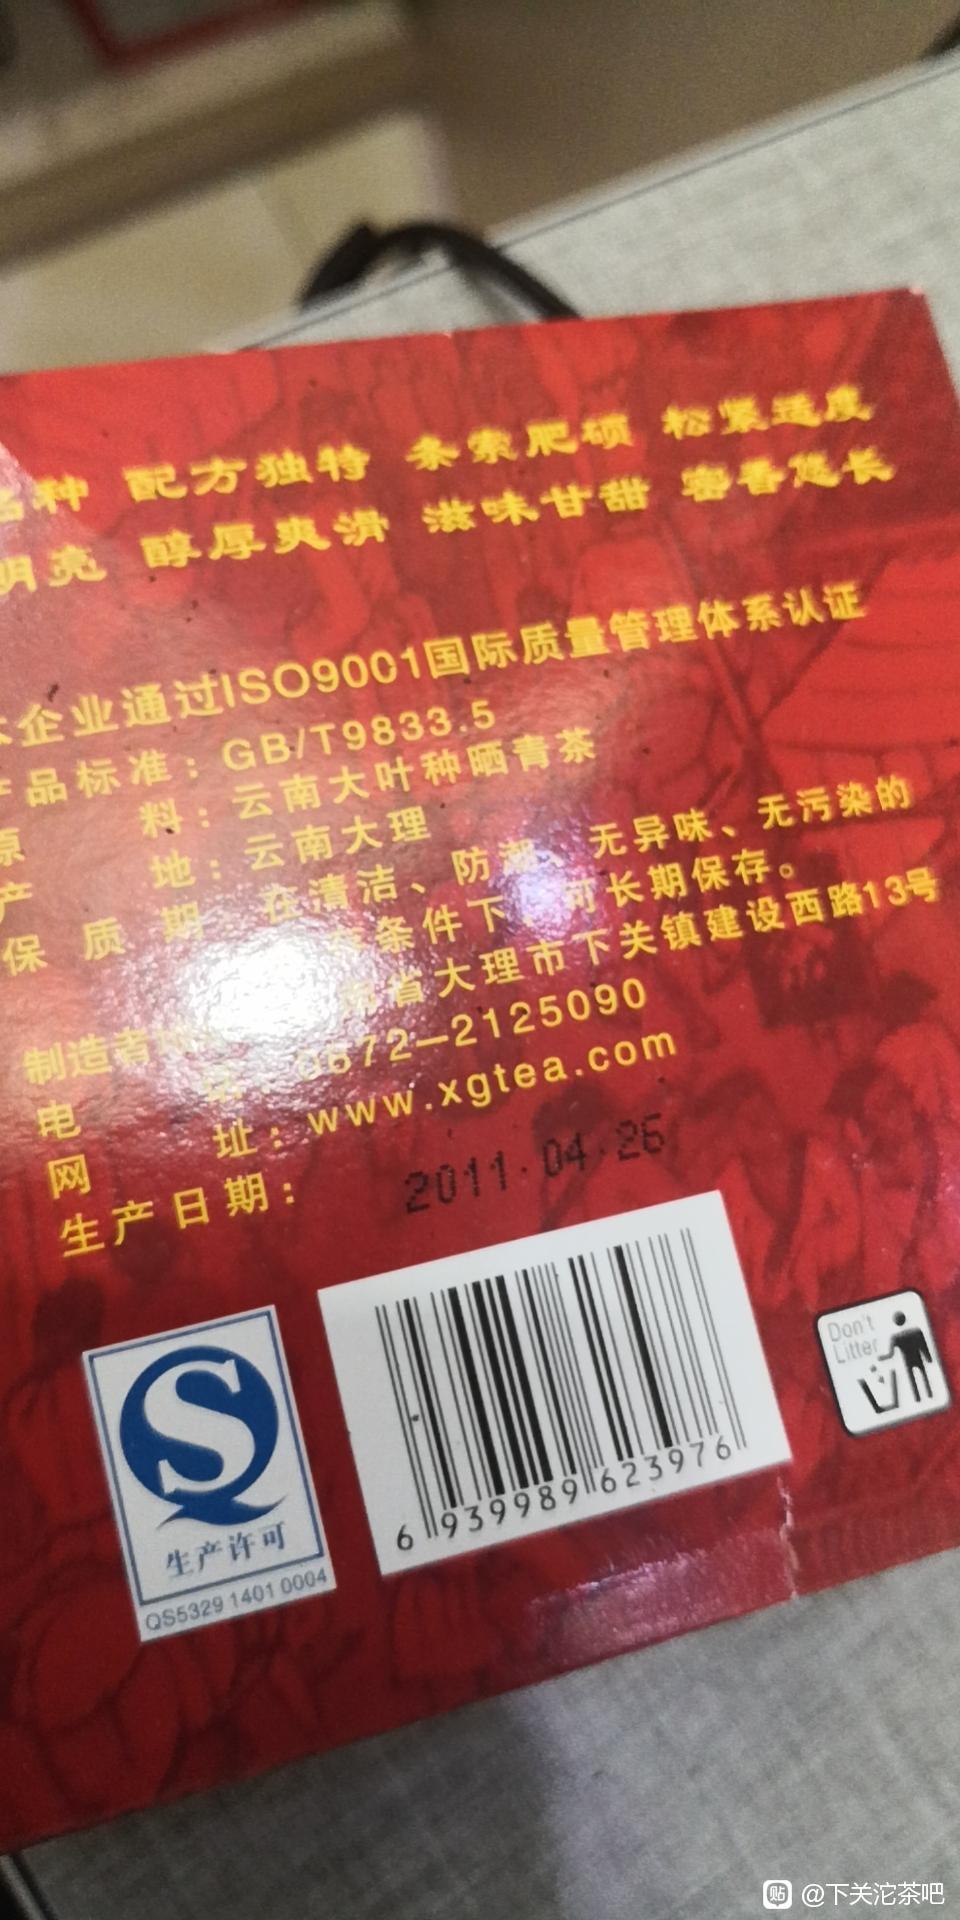 名种 配方独特 条索肥硕 松紧适度
明亮 醇厚爽滑 滋味甘甜 蜜香悠长
本企业通过ISO9001国际质量管理体系认证
产品标准：GB/T9833.5
原 料：云南大叶种晒青茶
产 地：云南大理
保 质 期：在清洁、防潮、无异味、无污染的
条件下，可长期保存。
制造者 省大理市下关镇建设西路13号
电 话：0872—2125090
网 址：www.xgtea.com
生产日期： 2011.04.26
生产许可
QS5329 1401 0004
6 939989 623976
Don't
Litter
贴 @下关沱茶吧